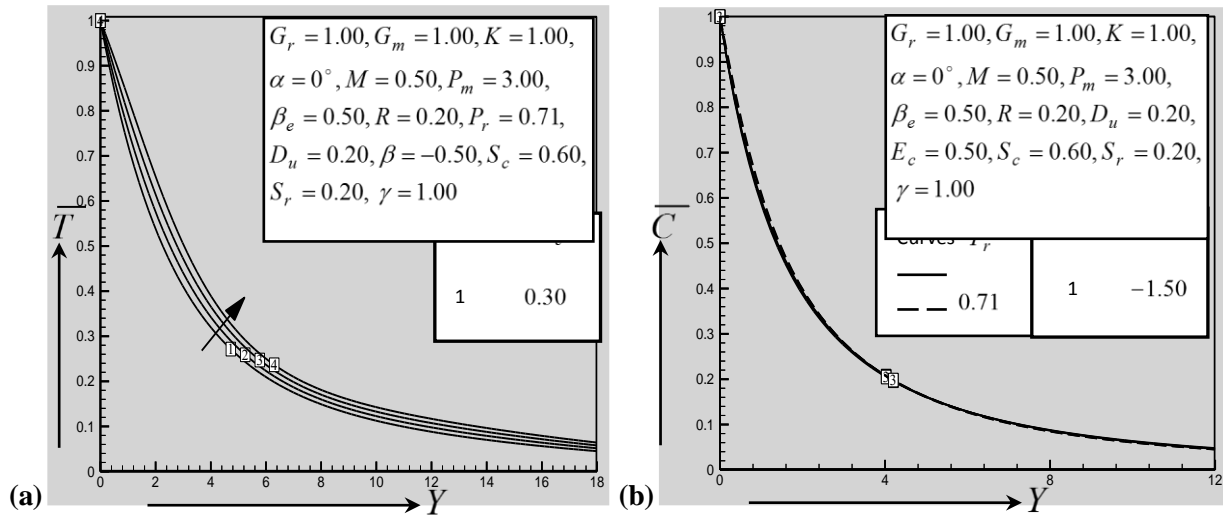 1
0.9
0.8
0.7
0.6
0.5
0.4
0.3
0.2
0.1
0
0 2 4 6 8 10 12 14 16 18
4
G_r = 1.00, G_m = 1.00, K = 1.00,
α = 0°, M = 0.50, P_m = 3.00,
β_e = 0.50, R = 0.20, P_r = 0.71,
D_u = 0.20, β = −0.50, S_c = 0.60,
S_r = 0.20, γ = 1.00
1 0.30
1
2
3
4
T
Y
(a)
1
0.9
0.8
0.7
0.6
0.5
0.4
0.3
0.2
0.1
0
0 4 8 12
G_r = 1.00, G_m = 1.00, K = 1.00,
α = 0°, M = 0.50, P_m = 3.00,
β_e = 0.50, R = 0.20, D_u = 0.20,
E_c = 0.50, S_c = 0.60, S_r = 0.20,
γ = 1.00
Curves P_r
0.71
1 −1.50
3
C
Y
(b)